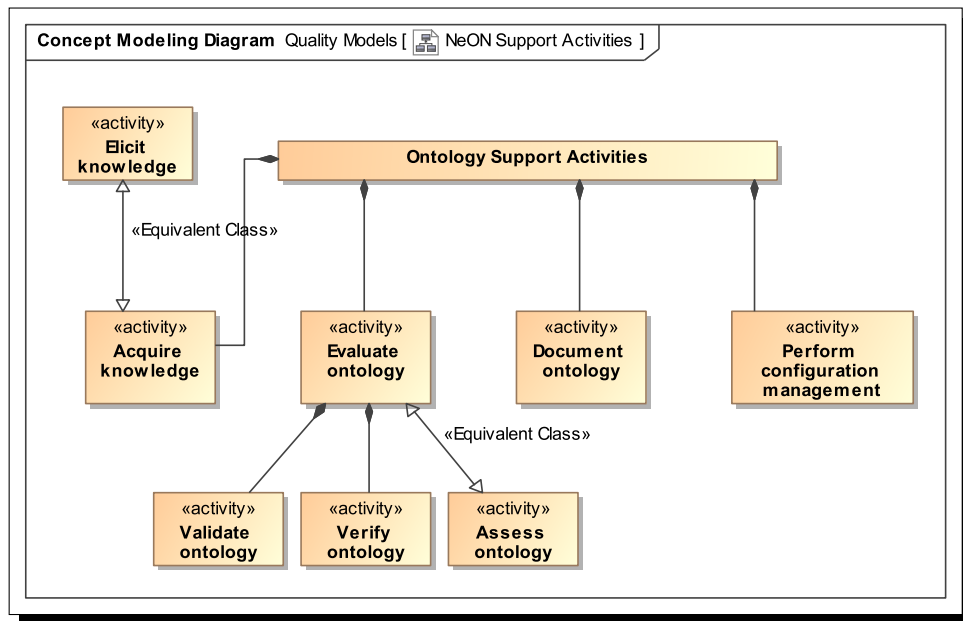 Concept Modeling Diagram Quality Models [ NeON Support Activities ]
«activity»
Elicit
knowledge
Ontology Support Activities
«Equivalent Class»
«activity»
Acquire
knowledge
«activity»
Evaluate
ontology
«activity»
Document
ontology
«activity»
Perform
configuration
management
«Equivalent Class»
«activity»
Validate
ontology
«activity»
Verify
ontology
«activity»
Assess
ontology